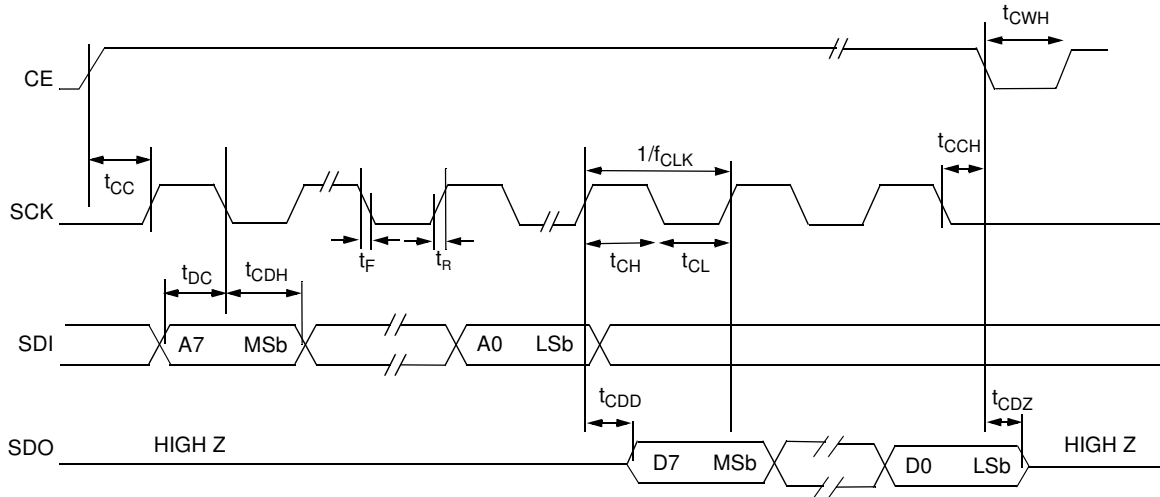 tCWH
CE
tCCH
1/fCLK
tCC
SCK
tF
tR
tCH
tCL
tDC
tCDH
SDI
A7 MSb
A0 LSb
tCDD
tCDZ
SDO
HIGH Z
D7 MSb
D0 LSb
HIGH Z